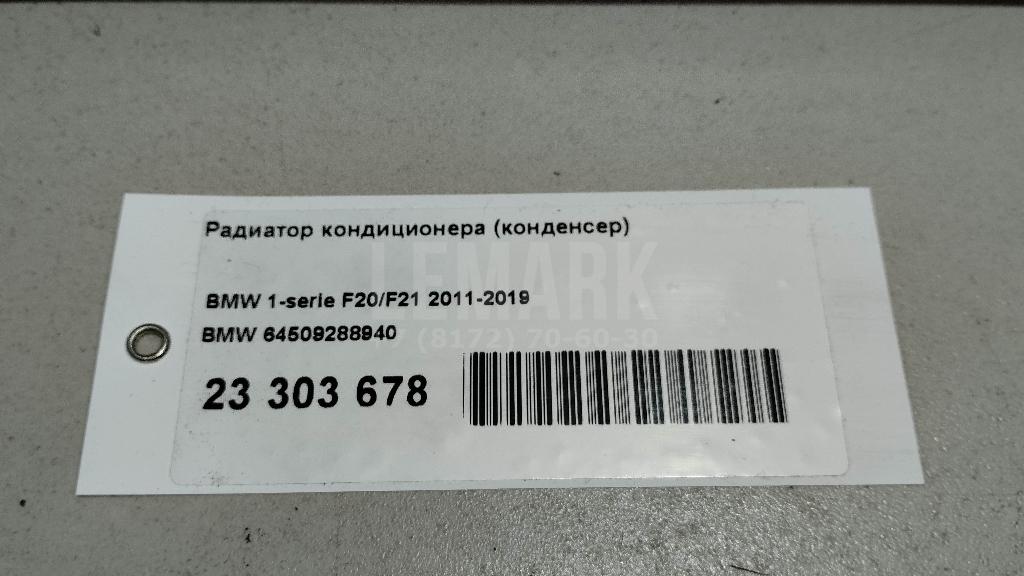 Радиатор кондиционера (конденсер)
LEMARK
BMW 1-serie F20/F21 2011-2019
BMW 64509288940
(8172) 70-60-30
23 303 678